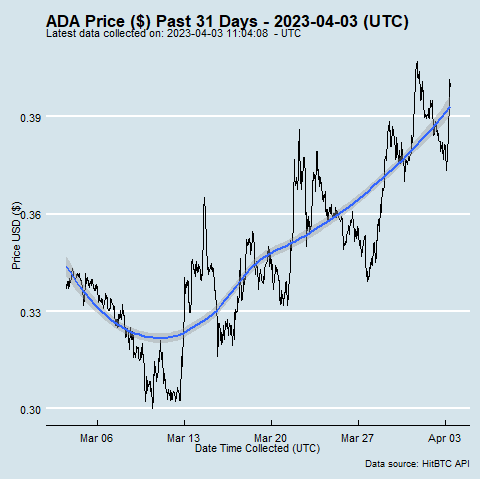 ADA Price ($) Past 31 Days - 2023-04-03 (UTC)
Latest data collected on: 2023-04-03 11:04:08  - UTC
0.39
0.36
0.33
0.30
Price USD ($)
Mar 06 Mar 13 Mar 20 Mar 27 Apr 03
Date Time Collected (UTC)
Data source: HitBTC API